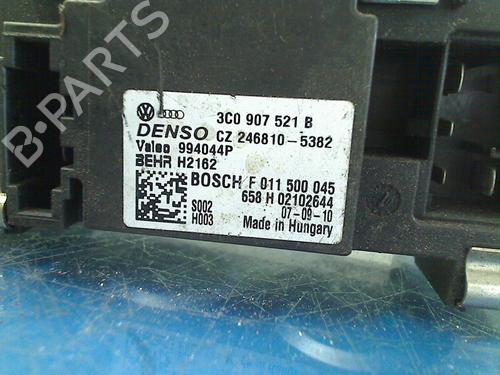 B-PARTS
3C0 907 521 B
DENSO CZ 246810-5382
Valeo 994044P
BEHR H2162
BOSCH F 011 500 045
658 H 02102644
S002 07-09-10
H003 Made in Hungary